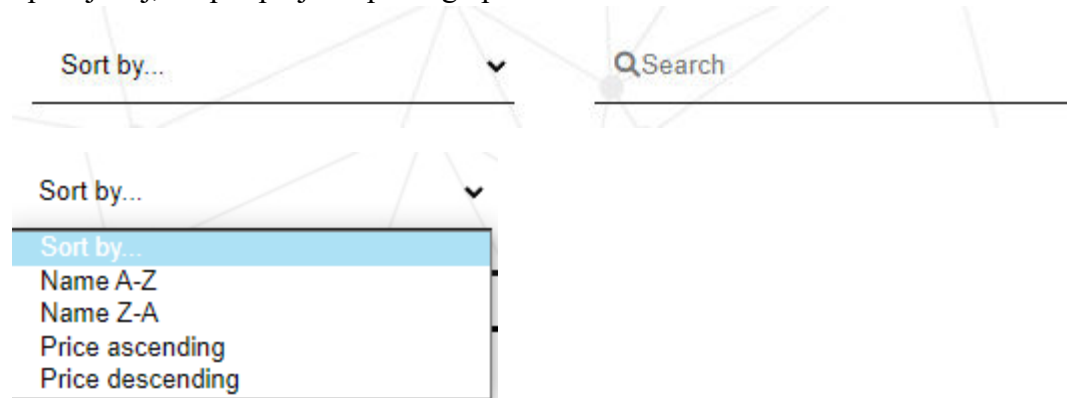 Sort by...
Search
Sort by...
Sort by...
Name A-Z
Name Z-A
Price ascending
Price descending